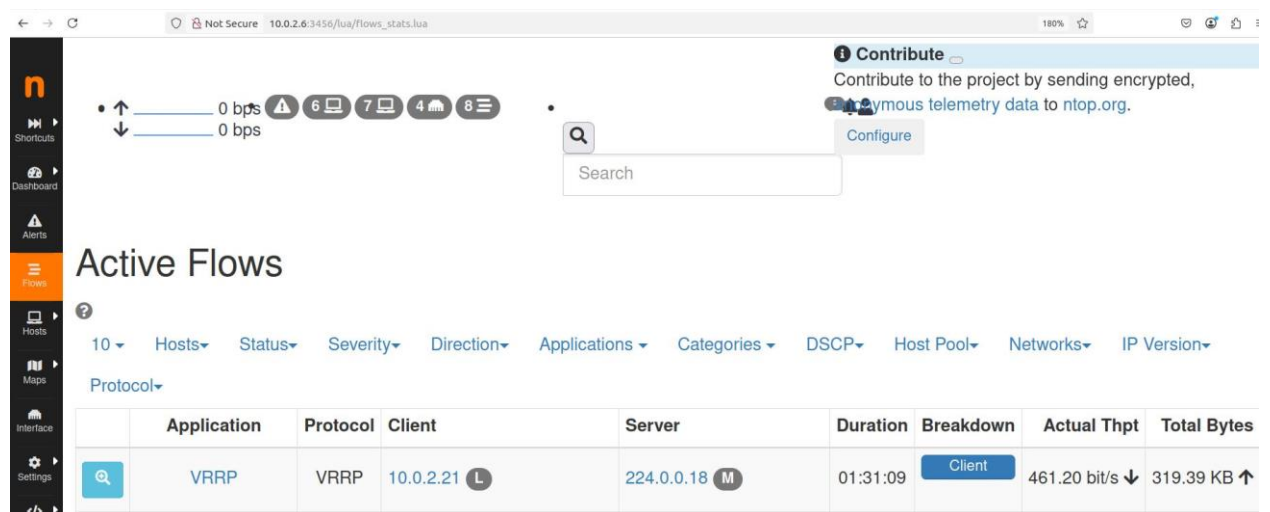 Not Secure 10.0.2.6:3456/lua/flows_stats.lua 180%
n
Contribute
Contribute to the project by sending encrypted,
anonymous telemetry data to ntop.org.
Configure
0 bps 6 7 4 8
0 bps
Search
Shortcuts
Dashboard
Alerts
Flows
Hosts
Maps
Interface
Settings
Active Flows
10 Hosts Status Severity Direction Applications Categories DSCP Host Pool Networks IP Version
Protocol
Application Protocol Client Server Duration Breakdown Actual Thpt Total Bytes
VRRP VRRP 10.0.2.21 L 224.0.0.18 M 01:31:09 Client 461.20 bit/s 319.39 KB